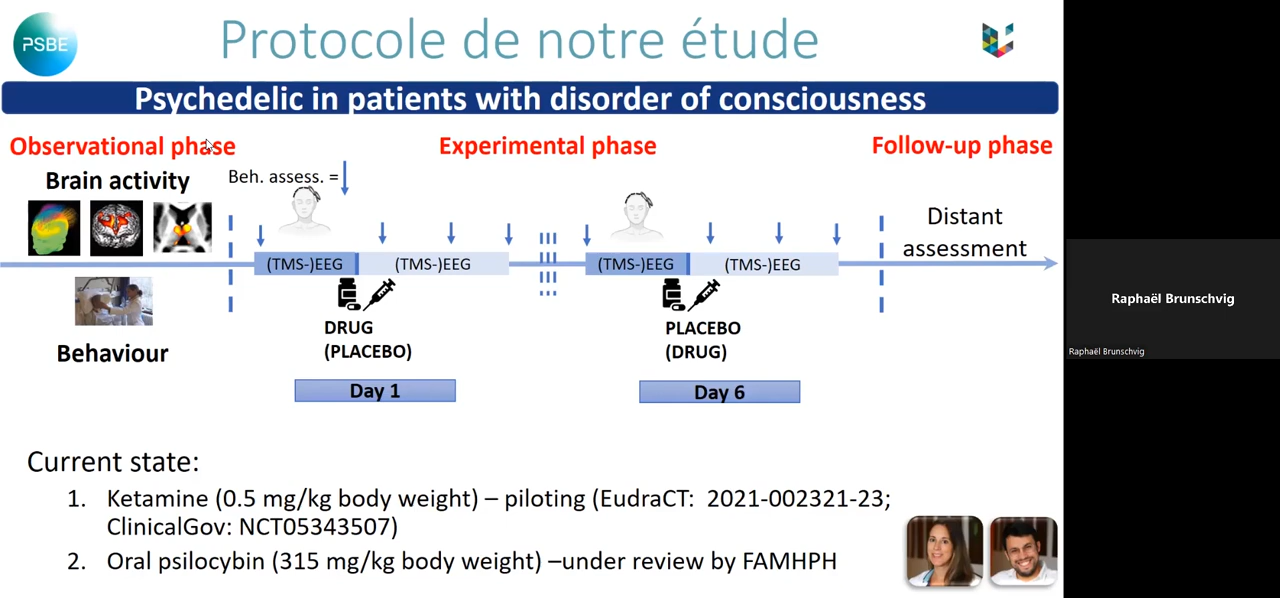 PSBE
Protocole de notre étude
Psychedelic in patients with disorder of consciousness
Observational phase
Experimental phase
Follow-up phase
Brain activity
Beh. assess. =
Distant
assessment
(TMS-)EEG
(TMS-)EEG
(TMS-)EEG
(TMS-)EEG
Behaviour
DRUG
(PLACEBO)
PLACEBO
(DRUG)
Day 1
Day 6
Current state:
1. Ketamine (0.5 mg/kg body weight) – piloting (EudraCT: 2021-002321-23;
ClinicalGov: NCT05343507)
2. Oral psilocybin (315 mg/kg body weight) –under review by FAMHPH
Raphaël Brunschvig
Raphaël Brunschvig